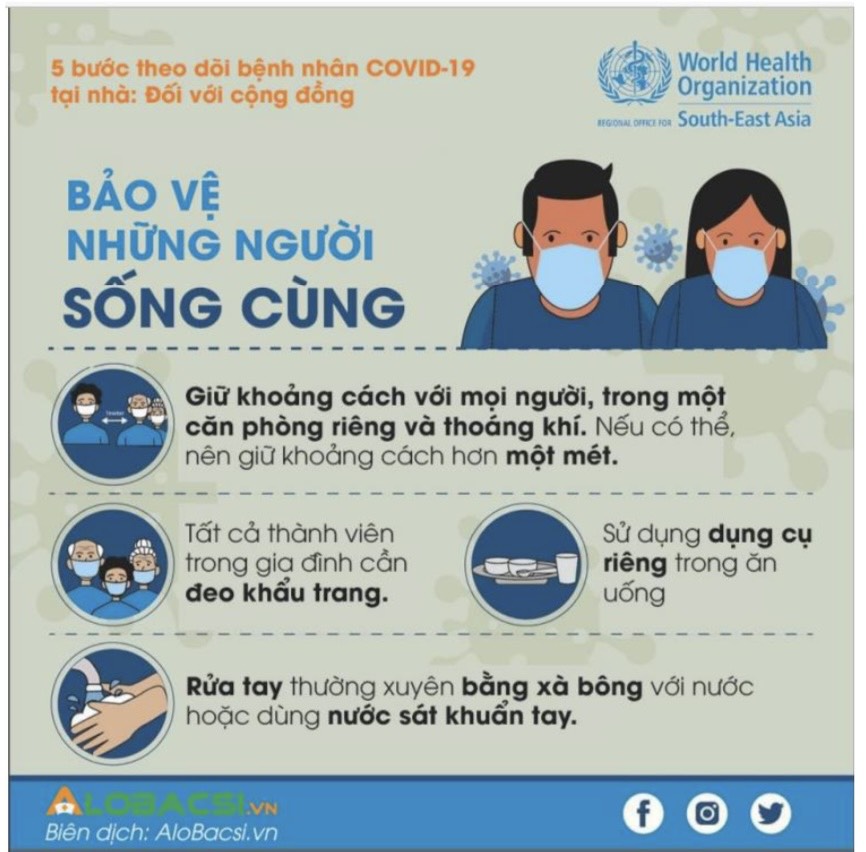 5 bước theo dõi bệnh nhân COVID-19
tại nhà: Đối với cộng đồng
World Health
Organization
REGIONAL OFFICE FOR South-East Asia
BẢO VỆ
NHỮNG NGƯỜI
SỐNG CÙNG
Giữ khoảng cách với mọi người, trong một
căn phòng riêng và thoáng khí. Nếu có thể,
nên giữ khoảng cách hơn một mét.
Tất cả thành viên
trong gia đình cần
đeo khẩu trang.
Sử dụng dụng cụ
riêng trong ăn
uống
Rửa tay thường xuyên bằng xà bông với nước
hoặc dùng nước sát khuẩn tay.
ALOBACSI.VN
Biên dịch: AloBacsi.vn